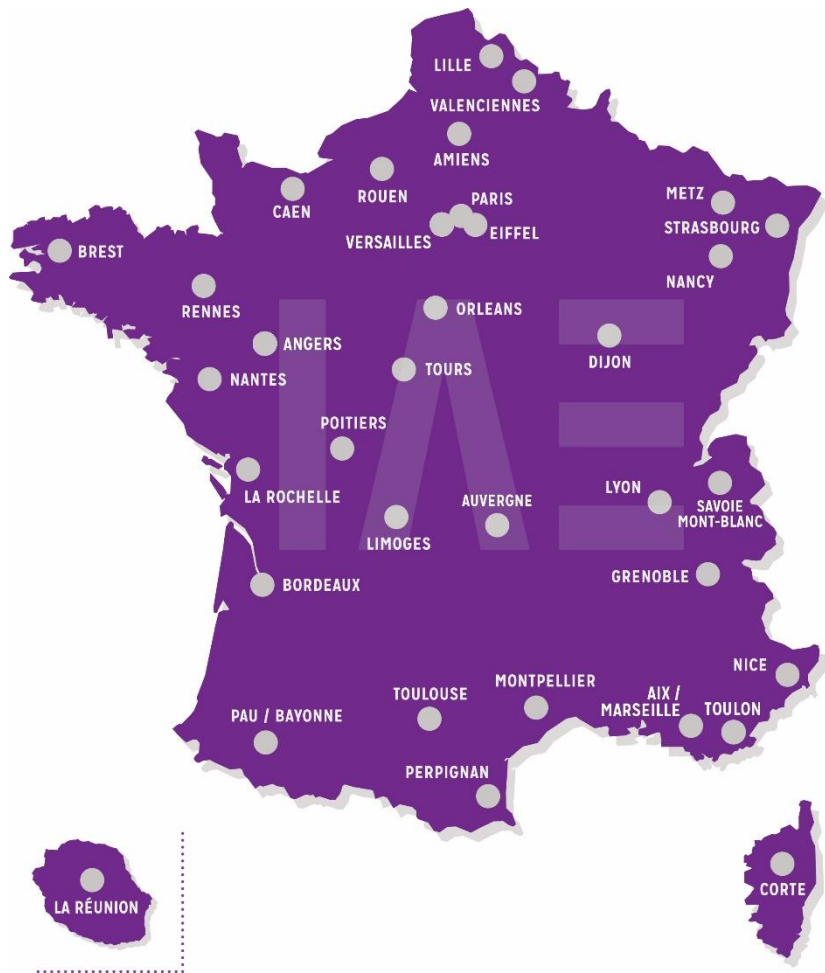 LILLE
VALENCIENNES
AMIENS
ROUEN
CAEN
PARIS
VERSAILLES
EIFFEL
METZ
STRASBOURG
NANCY
BREST
RENNES
ORLEANS
ANGERS
DIJON
NANTES
TOURS
IAE
POITIERS
LA ROCHELLE
LIMOGES
AUVERGNE
LYON
SAVOIE
MONT-BLANC
GRENOBLE
BORDEAUX
NICE
MONTPELLIER
TOULOUSE
AIX /
MARSEILLE
TOULON
PAU / BAYONNE
PERPIGNAN
CORTE
LA RÉUNION